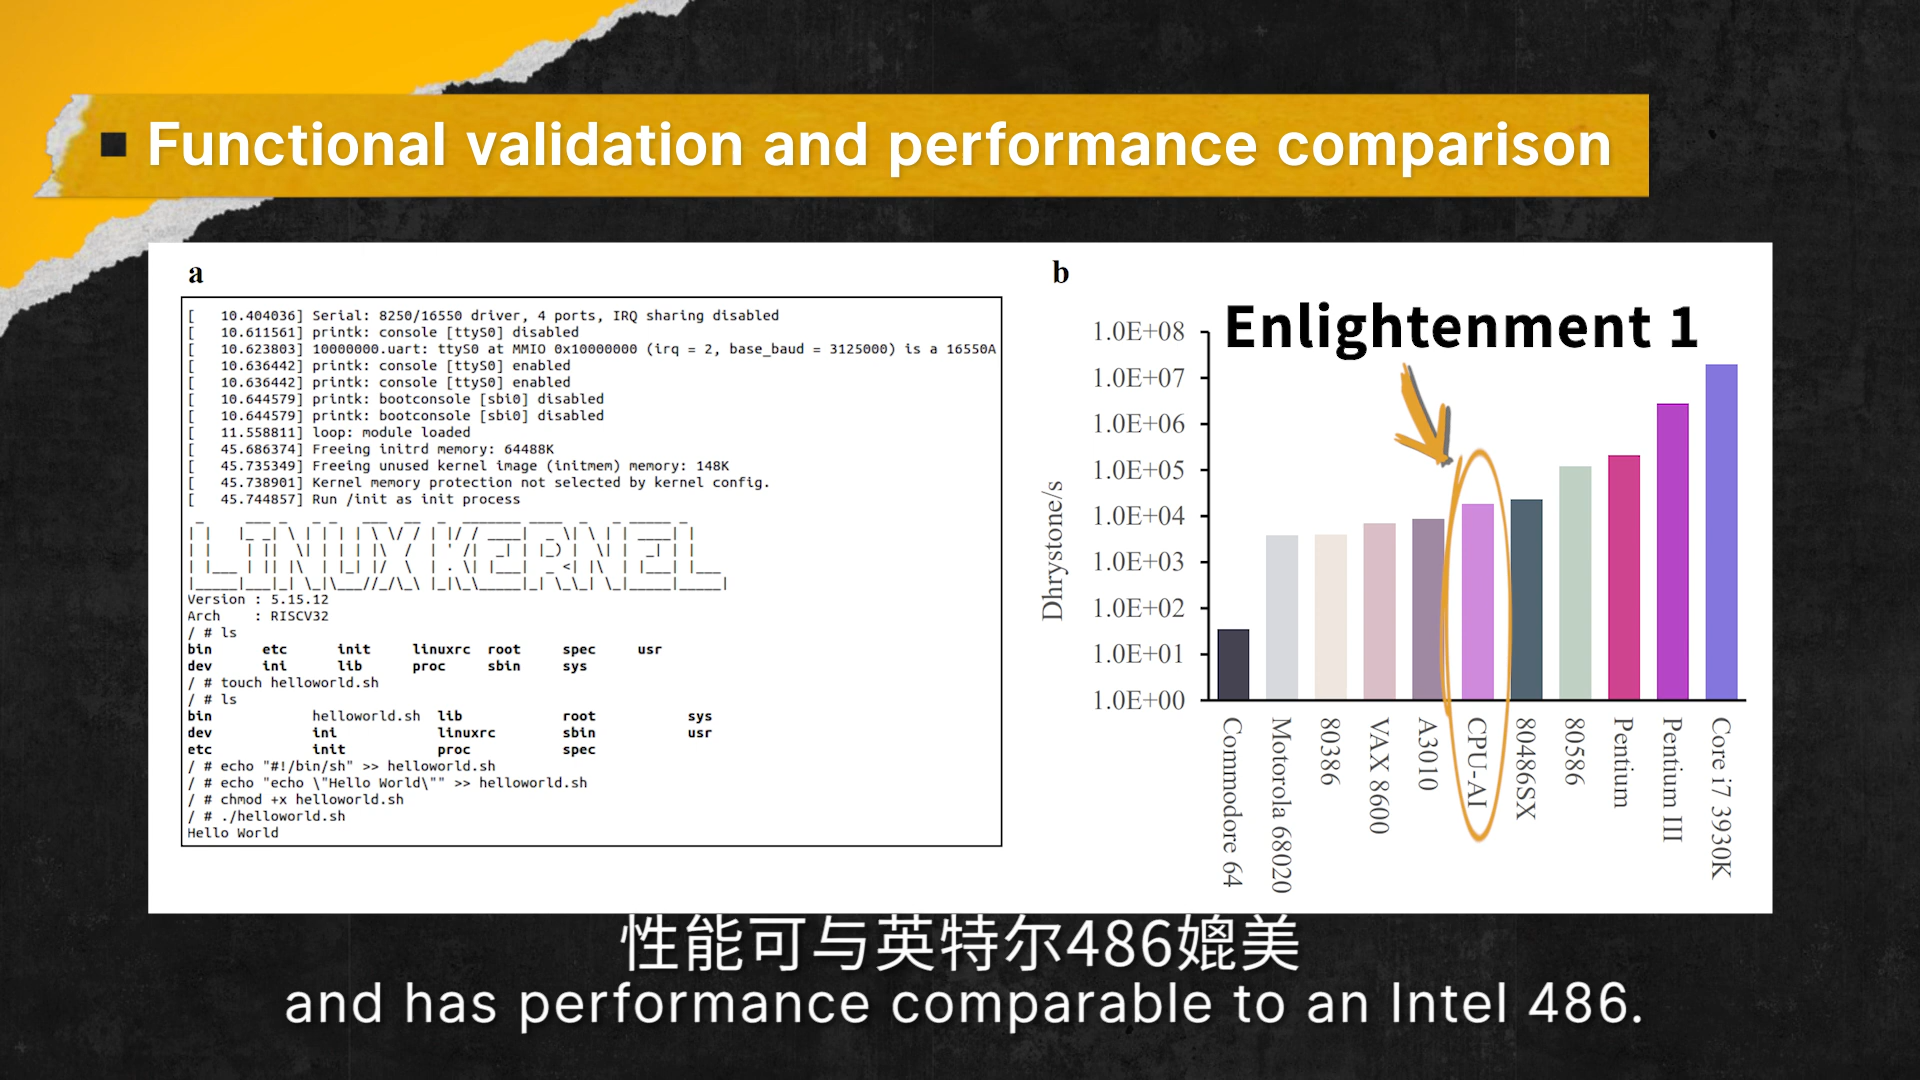 ▪ Functional validation and performance comparison
a
[   10.404036] Serial: 8250/16550 driver, 4 ports, IRQ sharing disabled
[   10.611561] printk: console [ttyS0] disabled
[   10.623803] 10000000.uart: ttyS0 at MMIO 0x10000000 (irq = 2, base_baud = 3125000) is a 16550A
[   10.636442] printk: console [ttyS0] enabled
[   10.636442] printk: console [ttyS0] enabled
[   10.644579] printk: bootconsole [sbi0] disabled
[   10.644579] printk: bootconsole [sbi0] disabled
[   11.558811] loop: module loaded
[   45.686374] Freeing initrd memory: 64488K
[   45.735349] Freeing unused kernel image (initmem) memory: 148K
[   45.738901] Kernel memory protection not selected by kernel config.
[   45.744857] Run /init as init process
LINUX KERNEL
Version : 5.15.12
Arch    : RISCV32
/ # ls
bin      etc      init     linuxrc  root     spec     usr
dev      ini      lib      proc     sbin     sys
/ # touch helloworld.sh
/ # ls
bin            helloworld.sh  lib            root           sys
dev            ini            linuxrc        sbin           usr
etc            init           proc           spec
/ # echo "#!/bin/sh" >> helloworld.sh
/ # echo "echo \"Hello World\"" >> helloworld.sh
/ # chmod +x helloworld.sh
/ # ./helloworld.sh
Hello World
b
Enlightenment 1
Dhrystone/s
1.0E+08
1.0E+07
1.0E+06
1.0E+05
1.0E+04
1.0E+03
1.0E+02
1.0E+01
1.0E+00
Commodore 64
Motorola 68020
80386
VAX 8600
A3010
CPU-AI
80486SX
80586
Pentium
Pentium III
Core i7 3930K
性能可与英特尔486媲美
and has performance comparable to an Intel 486.